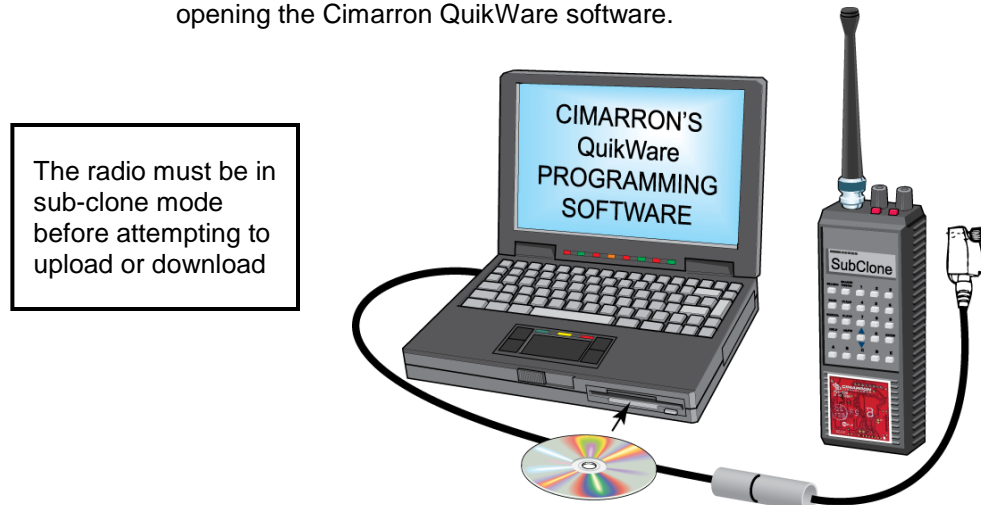 opening the Cimarron QuikWare software.
The radio must be in
sub-clone mode
before attempting to
upload or download
CIMARRON'S
QuikWare
PROGRAMMING
SOFTWARE
SubClone